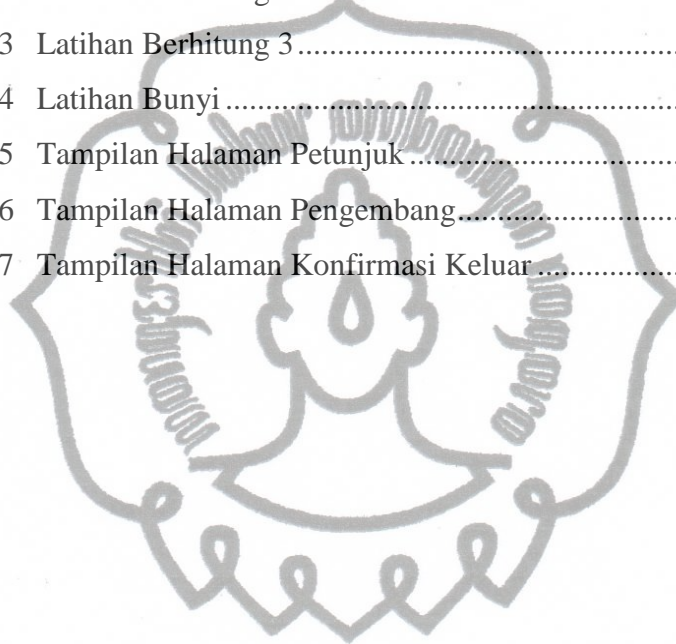 3 Latihan Berhitung 3....................................................
4 Latihan Bunyi..............................................................
5 Tampilan Halaman Petunjuk......................................
6 Tampilan Halaman Pengembang...............................
7 Tampilan Halaman Konfirmasi Keluar....................